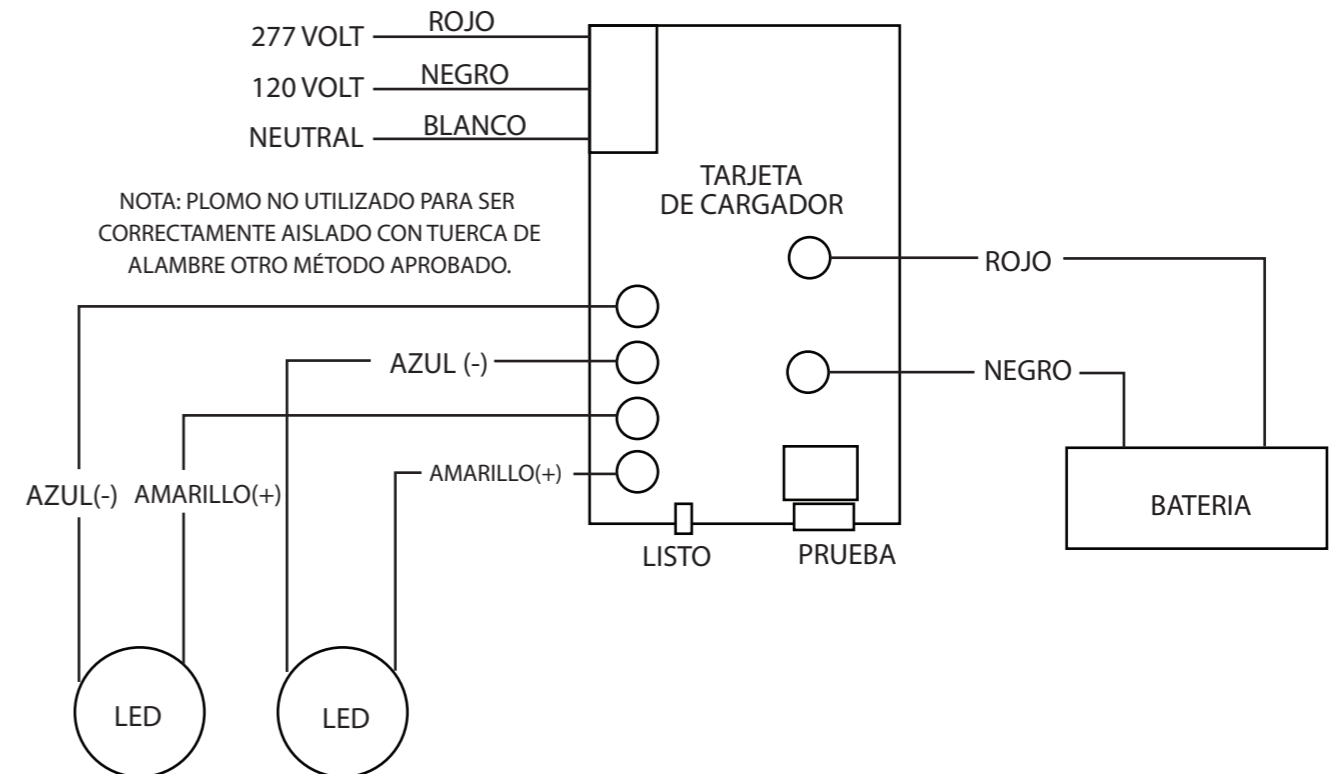 277 VOLT
ROJO
120 VOLT
NEGRO
NEUTRAL
BLANCO
NOTA: PLOMO NO UTILIZADO PARA SER
CORRECTAMENTE AISLADO CON TUERCA DE
ALAMBRE OTRO MÉTODO APROBADO.
TARJETA
DE CARGADOR
ROJO
NEGRO
AZUL (-)
AMARILLO(+)
AZUL(-)
AMARILLO(+)
BATERIA
LISTO
PRUEBA
LED
LED